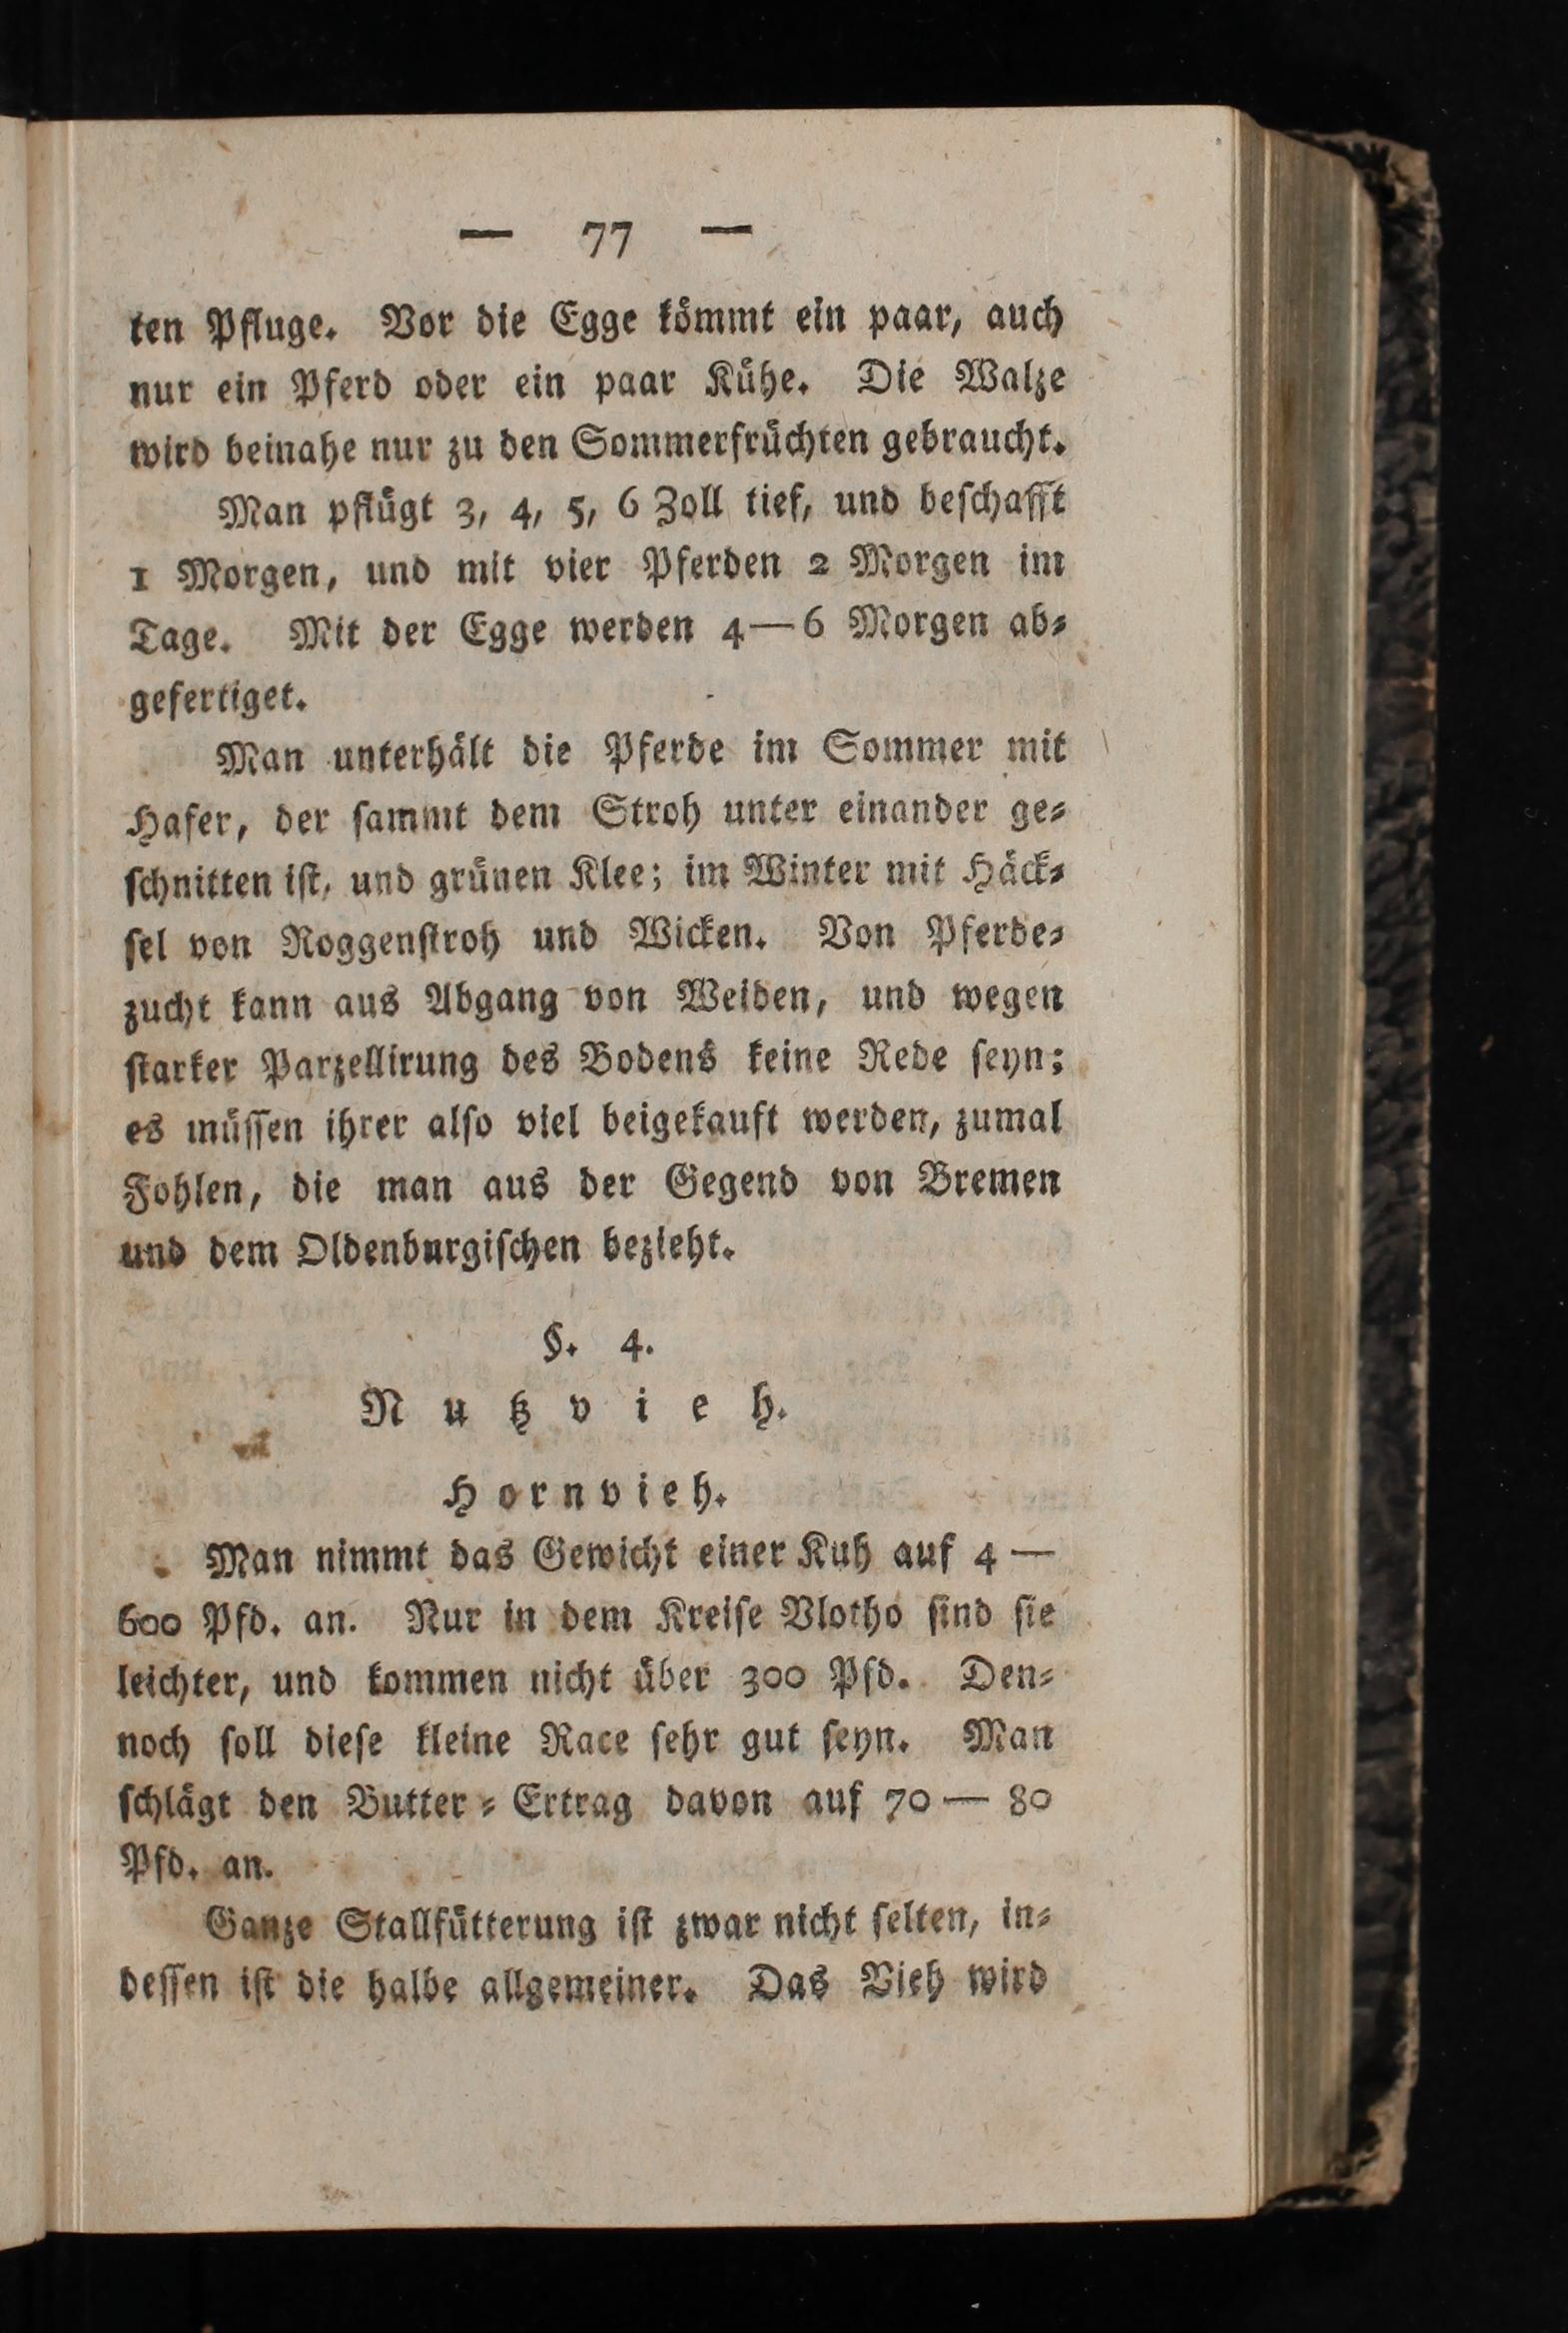 — 77 —
ten Pfluge. Vor die Egge kömmt ein paar, auch
nur ein Pferd oder ein paar Kühe. Die Walze
wird beinahe nur zu den Sommerfrüchten gebraucht.
Man pflügt 3, 4, 5, 6 Zoll tief, und beſchafft
1 Morgen, und mit vier Pferden 2 Morgen im
Tage. Mit der Egge werden 4—6 Morgen ab⸗
gefertiget.
Man unterhält die Pferde im Sommer mit
Hafer, der ſammt dem Stroh unter einander ge⸗
ſchnitten iſt, und grünen Klee; im Winter mit Häck⸗
ſel von Roggenſtroh und Wicken. Von Pferde⸗
zucht kann aus Abgang von Weiden, und wegen
ſtarker Parzellirung des Bodens keine Rede ſeyn;
es müſſen ihrer alſo viel beigekauft werden, zumal
Fohlen, die man aus der Gegend von Bremen
und dem Oldenburgiſchen bezieht.
§. 4.
Nutzvieh.
Hornvieh.
Man nimmt das Gewicht einer Kuh auf 4 —
600 Pfd. an. Nur in dem Kreiſe Vlotho ſind ſie
leichter, und kommen nicht über 300 Pfd. Den⸗
noch ſoll dieſe kleine Race ſehr gut ſeyn. Man
ſchlägt den Butter⸗Ertrag davon auf 70 — 80
Pfd. an.
Ganze Stallfütterung iſt zwar nicht ſelten, in⸗
deſſen iſt die halbe allgemeiner. Das Vieh wird